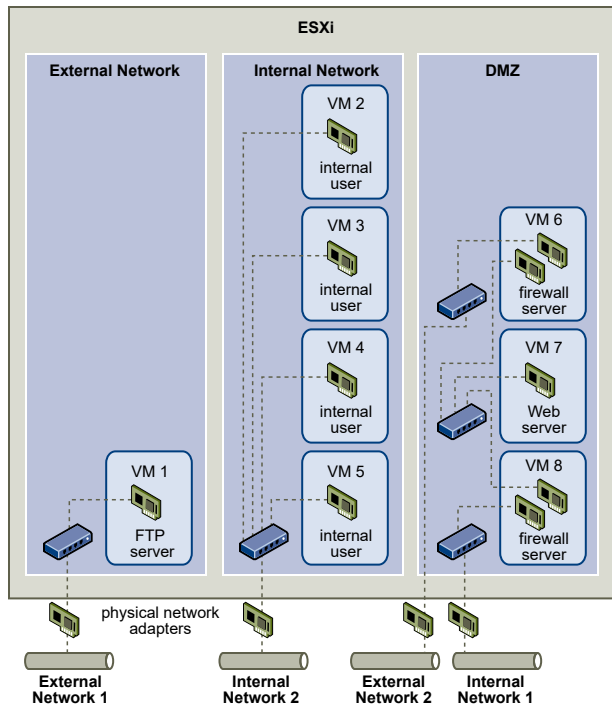 ESXi
External Network
Internal Network
DMZ
VM 2
internal
user
VM 3
internal
user
VM 4
internal
user
VM 5
internal
user
VM 6
firewall
server
VM 7
Web
server
VM 8
firewall
server
VM 1
FTP
server
physical network
adapters
External
Network 1
Internal
Network 2
External
Network 2
Internal
Network 1